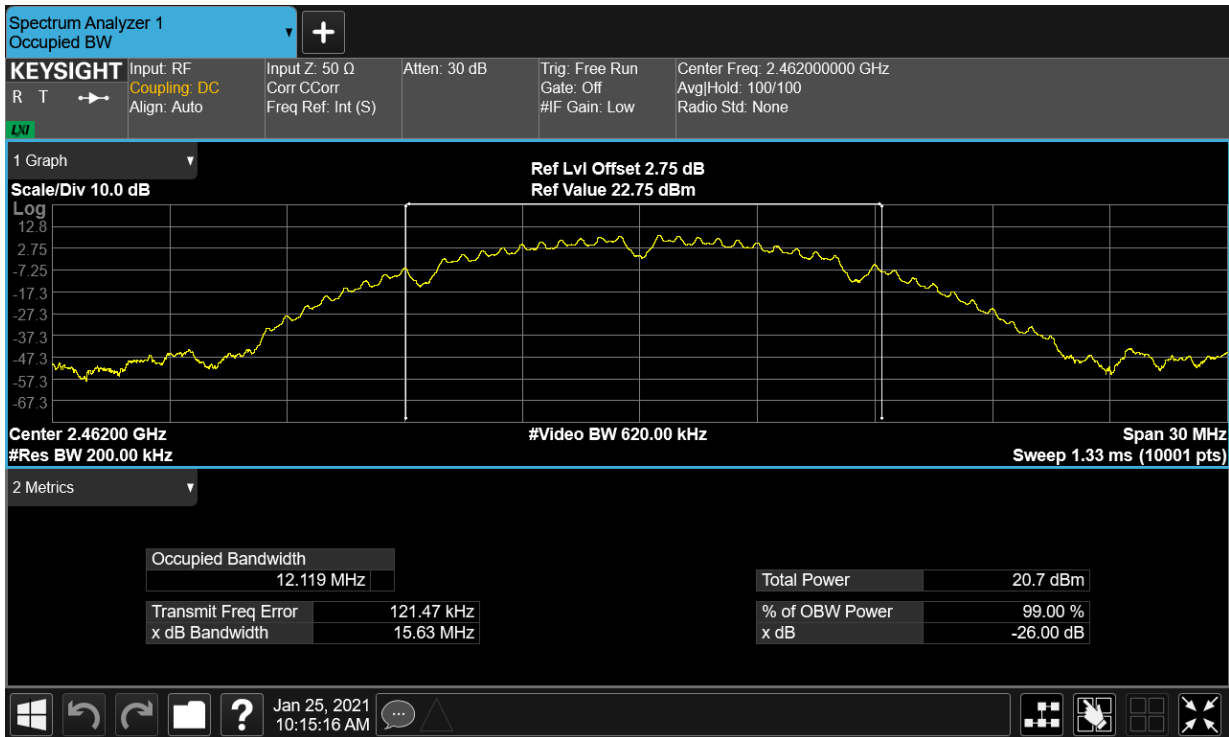 Spectrum Analyzer 1
Occupied BW
▼
+
KEYSIGHT
R T
LXI
Input: RF
Coupling: DC
Align: Auto
Input Z: 50 Ω
Corr CCorr
Freq Ref: Int (S)
Atten: 30 dB
Trig: Free Run
Gate: Off
#IF Gain: Low
Center Freq: 2.462000000 GHz
Avg|Hold: 100/100
Radio Std: None
1 Graph
Scale/Div 10.0 dB
Ref Lvl Offset 2.75 dB
Ref Value 22.75 dBm
Log
12.8
2.75
-7.25
-17.3
-27.3
-37.3
-47.3
-57.3
-67.3
Center 2.46200 GHz
#Res BW 200.00 kHz
#Video BW 620.00 kHz
Span 30 MHz
Sweep 1.33 ms (10001 pts)
2 Metrics
Occupied Bandwidth
12.119 MHz
Total Power 20.7 dBm
Transmit Freq Error 121.47 kHz
% of OBW Power 99.00 %
x dB Bandwidth 15.63 MHz
x dB -26.00 dB
?
Jan 25, 2021
10:15:16 AM